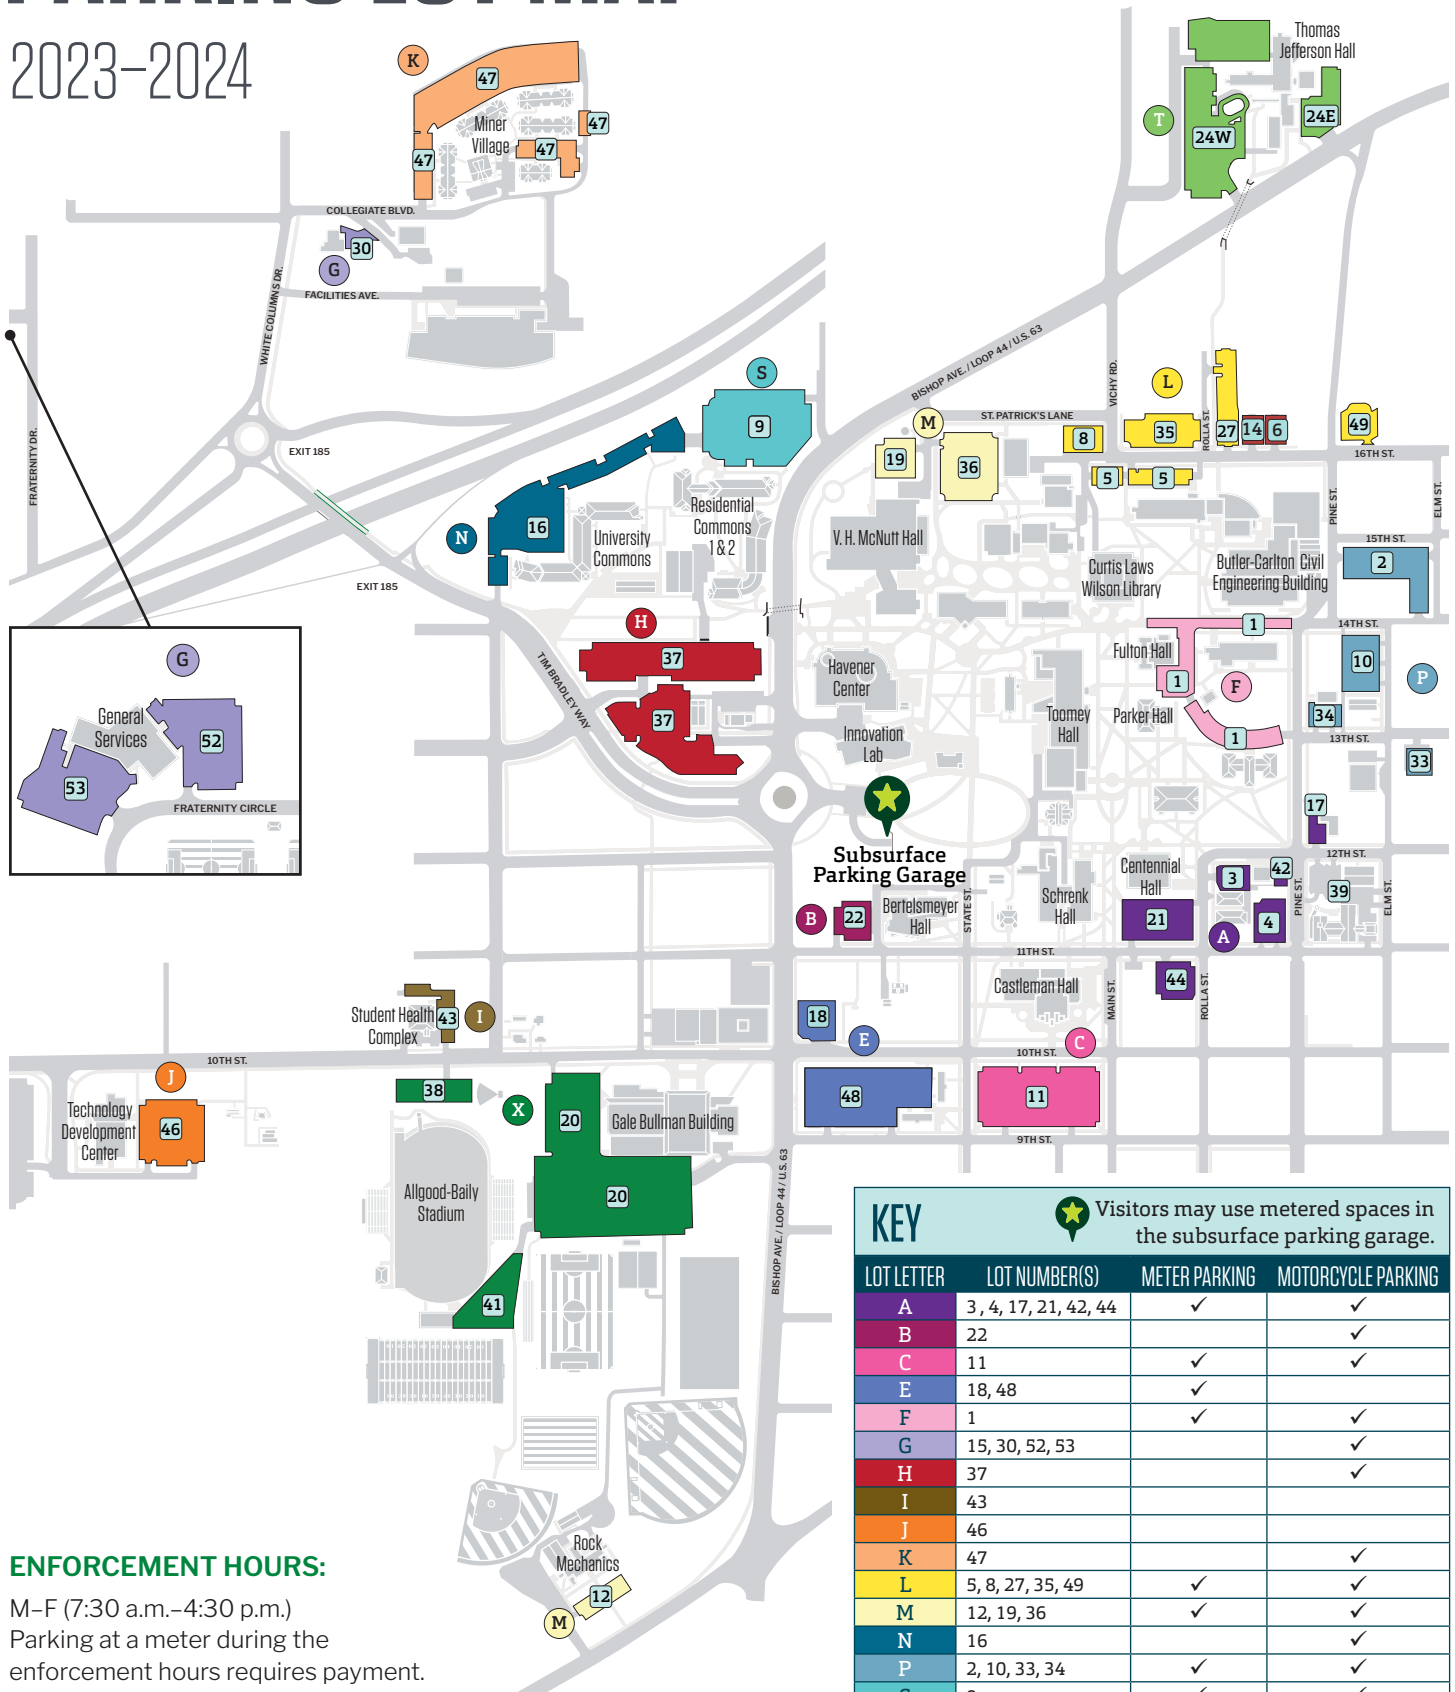 PARKING LOT MAP
2023–2024
K
47
47
47
47
Miner
Village
COLLEGIATE BLVD.
30
G
FACILITIES AVE.
WHITE COLUMNS DR.
FRATERNITY DR.
EXIT 185
EXIT 185
Thomas
Jefferson Hall
T
24W
24E
BISHOP AVE. / LOOP 44 / U.S. 63
VICHY RD.
ST. PATRICK'S LANE
S
9
M
19
36
L
8
35
ROLLA ST.
27
14
6
49
16TH ST.
5
5
PINE ST.
ELM ST.
N
16
University
Commons
Residential
Commons
1 & 2
V. H. McNutt Hall
Curtis Laws
Wilson Library
Butler-Carlton Civil
Engineering Building
15TH ST.
2
14TH ST.
H
37
37
TIM BRADLEY WAY
Havener
Center
Innovation
Lab
Toomey
Hall
Fulton Hall
Parker Hall
1
1
1
F
10
P
34
13TH ST.
33
17
G
General
Services
52
53
FRATERNITY CIRCLE
Subsurface
Parking Garage
B
22
Bertelsmeyer
Hall
STATE ST.
Schrenk
Hall
Centennial
Hall
21
3
42
4
A
12TH ST.
PINE ST.
39
ELM ST.
11TH ST.
44
ROLLA ST.
MAIN ST.
Castleman Hall
18
E
C
10TH ST.
48
11
9TH ST.
Student Health
Complex
43
I
10TH ST.
J
Technology
Development
Center
46
38
X
20
20
Gale Bullman Building
Allgood-Baily
Stadium
41
BISHOP AVE. / LOOP 44 / U.S. 63
Rock
Mechanics
12
M
KEY
Visitors may use metered spaces in
the subsurface parking garage.
LOT LETTER LOT NUMBER(S) METER PARKING MOTORCYCLE PARKING
A 3 , 4, 17, 21, 42, 44 ✓ ✓
B 22 ✓
C 11 ✓ ✓
E 18, 48 ✓
F 1 ✓ ✓
G 15, 30, 52, 53 ✓
H 37 ✓
I 43
J 46
K 47 ✓
L 5, 8, 27, 35, 49 ✓ ✓
M 12, 19, 36 ✓ ✓
N 16 ✓
P 2, 10, 33, 34 ✓ ✓
ENFORCEMENT HOURS:
M–F (7:30 a.m.–4:30 p.m.)
Parking at a meter during the
enforcement hours requires payment.